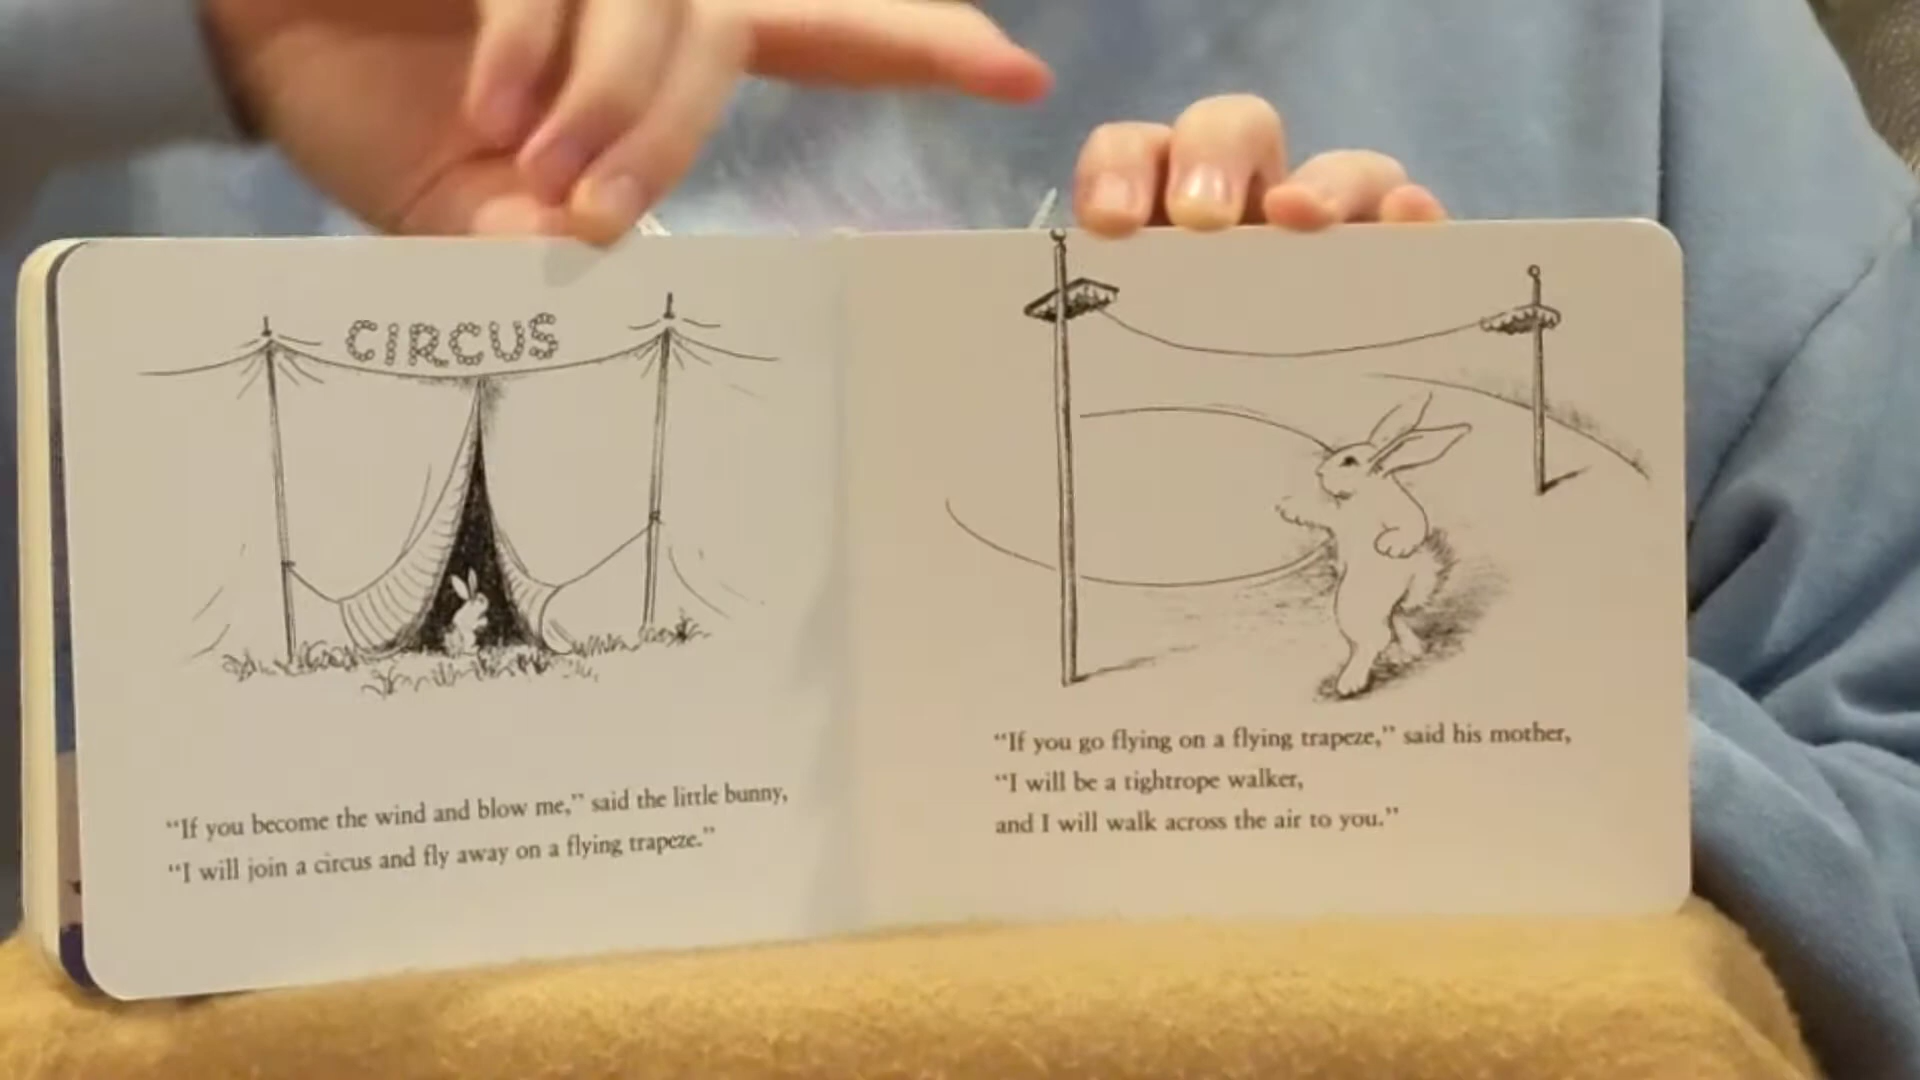 CIRCUS
“If you become the wind and blow me,” said the little bunny,
“I will join a circus and fly away on a flying trapeze.”
“If you go flying on a flying trapeze,” said his mother,
“I will be a tightrope walker,
and I will walk across the air to you.”